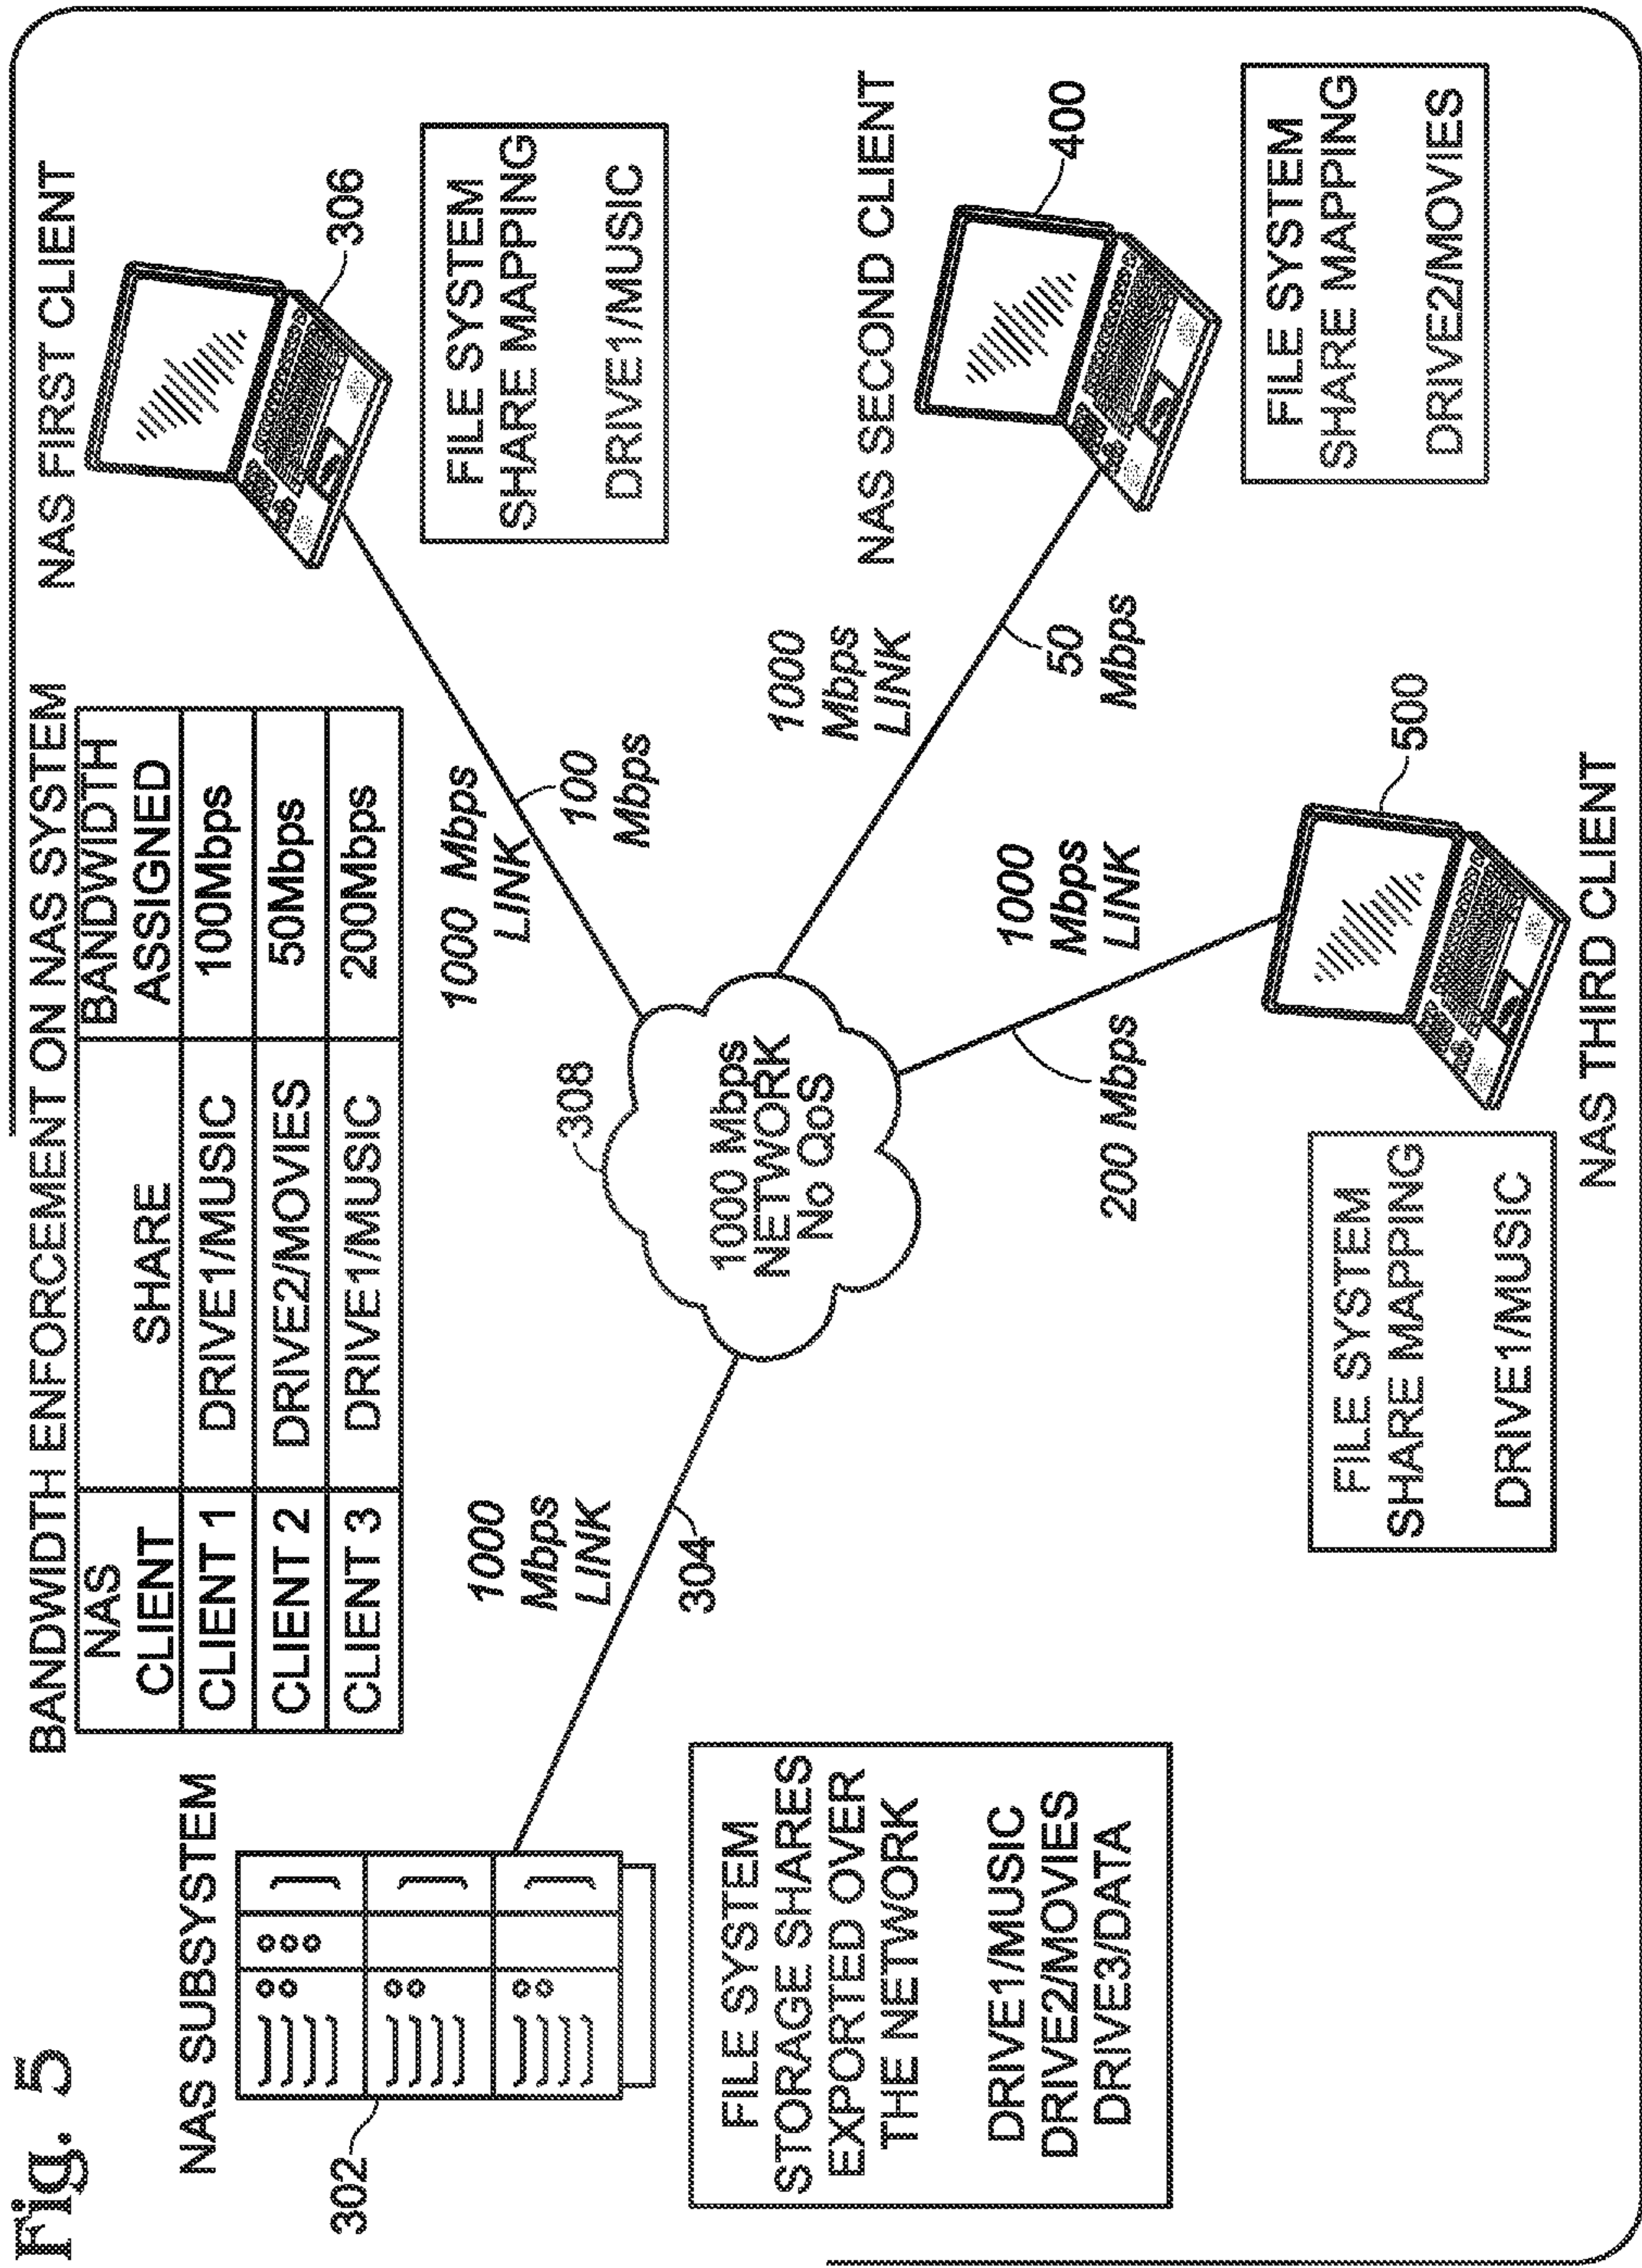 Fig. 5
BANDWIDTH ENFORCEMENT ON NAS SYSTEM
NAS CLIENT SHARE BANDWIDTH ASSIGNED
CLIENT 1 DRIVE1/MUSIC 100Mbps
CLIENT 2 DRIVE2/MOVIES 50Mbps
CLIENT 3 DRIVE1/MUSIC 200Mbps
NAS SUBSYSTEM
302
FILE SYSTEM
STORAGE SHARES
EXPORTED OVER
THE NETWORK
DRIVE1/MUSIC
DRIVE2/MOVIES
DRIVE3/DATA
1000
Mbps
LINK
304
308
1000 Mbps
NETWORK
No QoS
NAS FIRST CLIENT
306
1000 Mbps
LINK
100
Mbps
FILE SYSTEM
SHARE MAPPING
DRIVE1/MUSIC
NAS SECOND CLIENT
400
1000
Mbps
LINK
50
Mbps
FILE SYSTEM
SHARE MAPPING
DRIVE2/MOVIES
1000
Mbps
LINK
200 Mbps
500
FILE SYSTEM
SHARE MAPPING
DRIVE1/MUSIC
NAS THIRD CLIENT